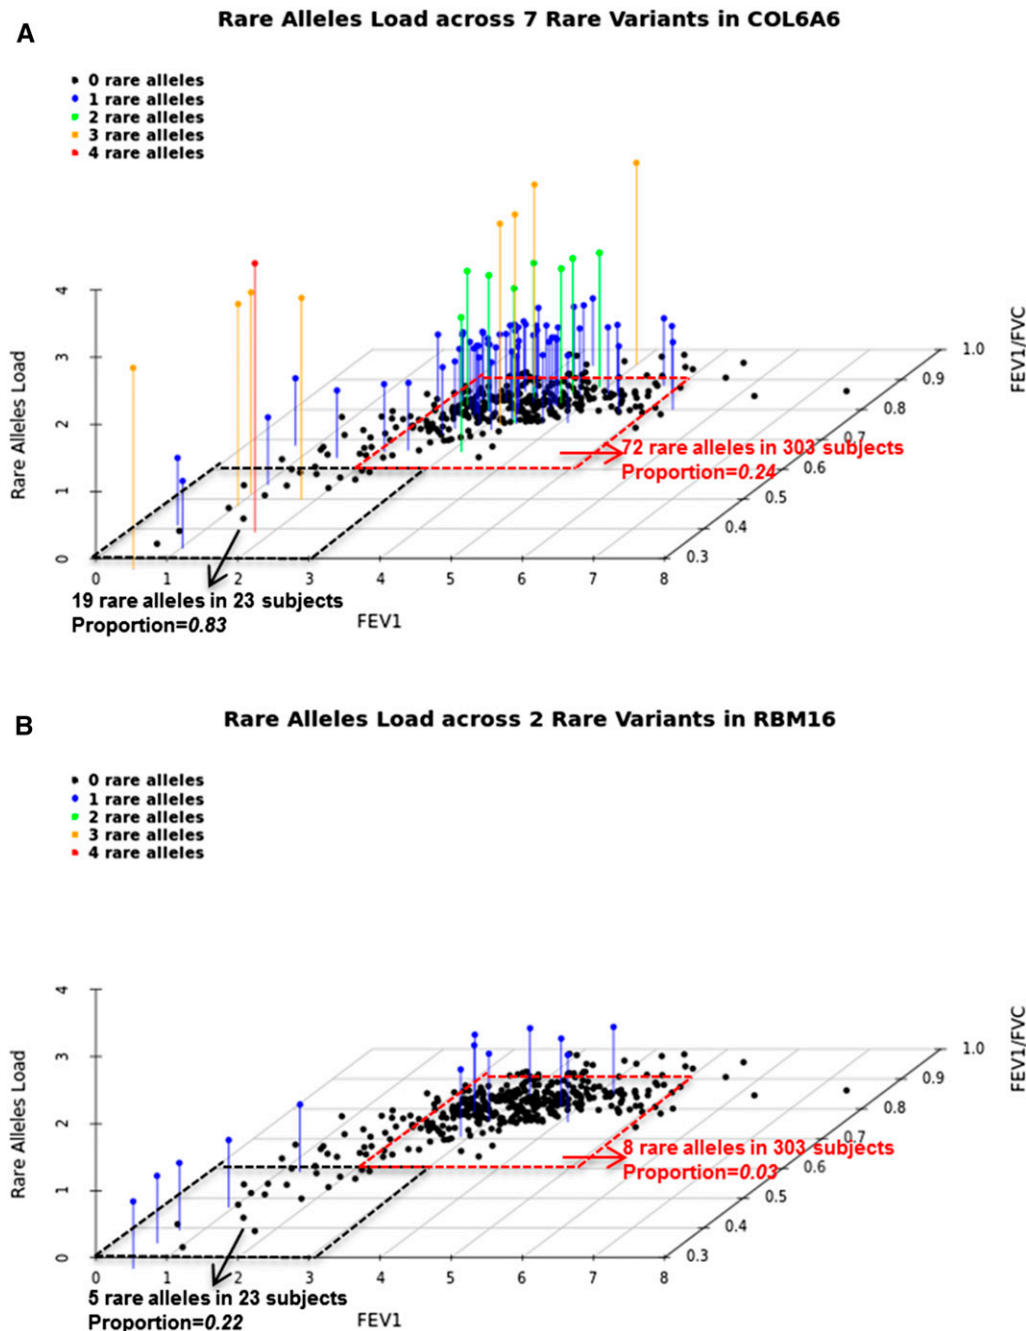 A
Rare Alleles Load across 7 Rare Variants in COL6A6
0 rare alleles
1 rare alleles
2 rare alleles
3 rare alleles
4 rare alleles
Rare Alleles Load
4
3
2
1
0
FEV1/FVC
1.0
0.9
0.8
0.7
0.6
0.5
0.4
0.3
72 rare alleles in 303 subjects
Proportion=0.24
0 1 2 3 4 5 6 7 8
19 rare alleles in 23 subjects
Proportion=0.83
FEV1
B
Rare Alleles Load across 2 Rare Variants in RBM16
0 rare alleles
1 rare alleles
2 rare alleles
3 rare alleles
4 rare alleles
Rare Alleles Load
4
3
2
1
0
FEV1/FVC
1.0
0.9
0.8
0.7
0.6
0.5
0.4
0.3
8 rare alleles in 303 subjects
Proportion=0.03
0 1 2 3 4 5 6 7 8
5 rare alleles in 23 subjects
Proportion=0.22
FEV1